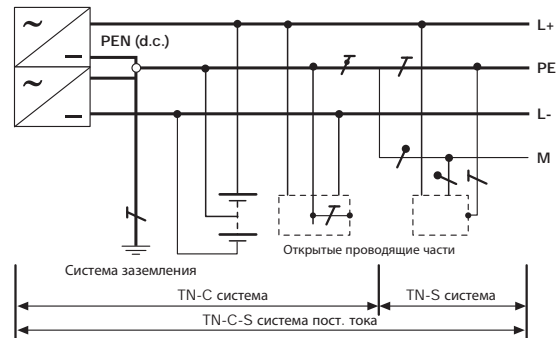 L+
PEN (d.c.)
PE
L-
M
Открытые проводящие части
Система заземления
TN-C система
TN-S система
TN-C-S система пост. тока